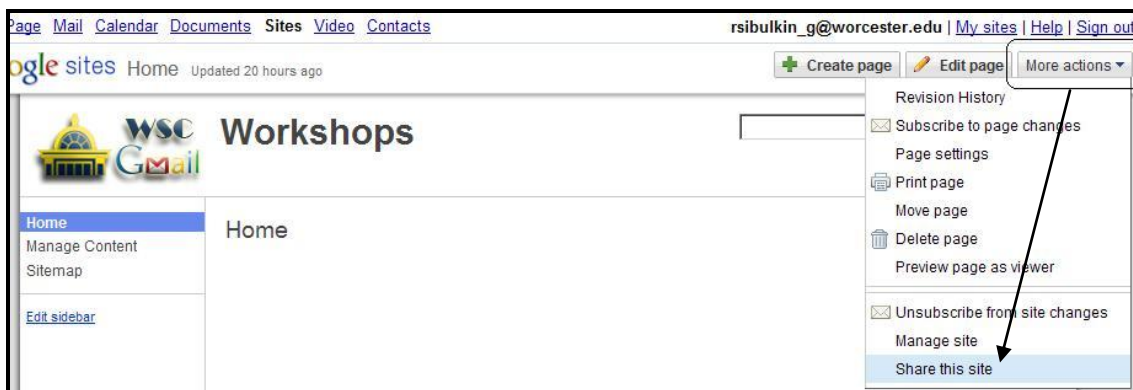 Page Mail Calendar Documents Sites Video Contacts rsibulkin_g@worcester.edu | My sites | Help | Sign out
ogle sites Home Updated 20 hours ago Create page Edit page More actions
Revision History
WSC Gmail Workshops Subscribe to page changes
Page settings
Print page
Move page
Home
Home
Manage Content
Sitemap
Delete page
Preview page as viewer
Edit sidebar
Unsubscribe from site changes
Manage site
Share this site